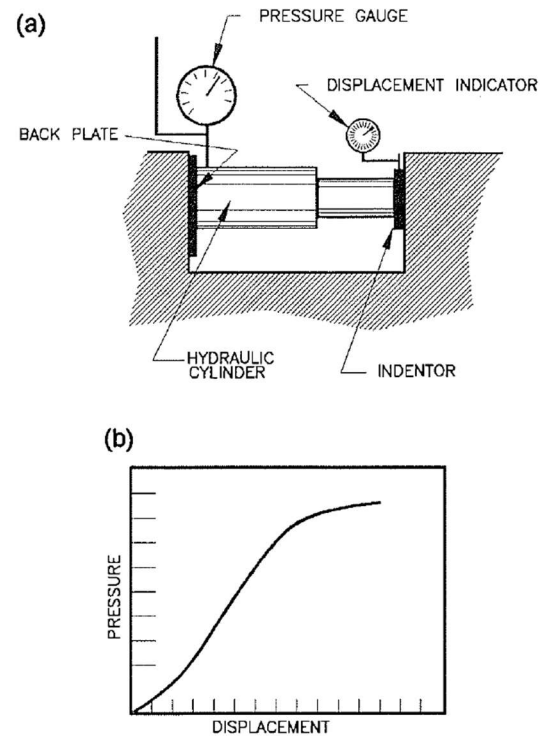 (a)
PRESSURE GAUGE
DISPLACEMENT INDICATOR
BACK PLATE
HYDRAULIC
CYLINDER
INDENTOR
(b)
PRESSURE
DISPLACEMENT